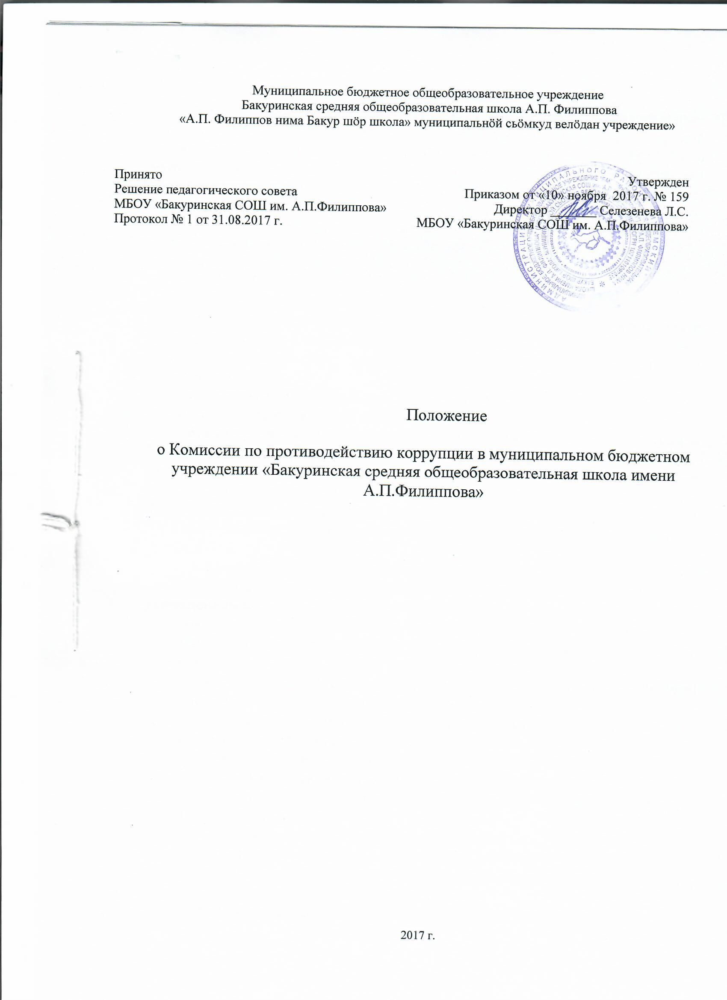 Муниципальное бюджетное общеобразовательное учреждение
Бакуринская средняя общеобразовательная школа А.П. Филиппова
«А.П. Филиппов нима Бакур шӧр школа» муниципальнӧй сьӧмкуд велӧдан учреждение»
Принято
Решение педагогического совета
МБОУ «Бакуринская СОШ им. А.П.Филиппова»
Протокол № 1 от 31.08.2017 г.
Утвержден
Приказом от «10» ноября 2017 г. № 159
Директор ________ Селезенева Л.С.
МБОУ «Бакуринская СОШ им. А.П.Филиппова»
Положение
о Комиссии по противодействию коррупции в муниципальном бюджетном
учреждении «Бакуринская средняя общеобразовательная школа имени
А.П.Филиппова»
2017 г.